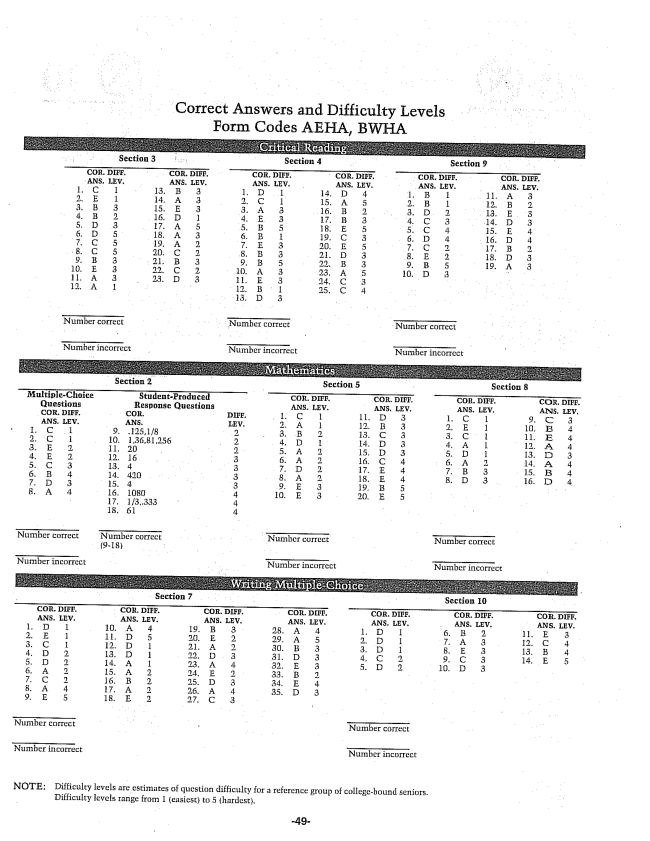 Correct Answers and Difficulty Levels
Form Codes AEHA, BWHA
Critical Reading
Section 3
COR. DIFF.
ANS. LEV.
1. C 1
2. E 1
3. B 3
4. B 2
5. D 3
6. D 5
7. C 5
8. C 5
9. B 3
10. E 3
11. A 3
12. A 1
COR. DIFF.
ANS. LEV.
13. B 3
14. A 3
15. E 3
16. D 1
17. A 5
18. A 3
19. A 2
20. C 2
21. B 3
22. C 2
23. D 3
Number correct
Number incorrect
Section 4
COR. DIFF.
ANS. LEV.
1. D 1
2. C 1
3. A 3
4. E 3
5. B 5
6. B 1
7. E 3
8. B 3
9. B 5
10. A 3
11. E 3
12. B 1
13. D 3
COR. DIFF.
ANS. LEV.
14. D 4
15. A 5
16. B 2
17. B 3
18. E 5
19. C 3
20. E 5
21. D 3
22. B 3
23. A 5
24. C 3
25. C 4
Number correct
Number incorrect
Section 9
COR. DIFF.
ANS. LEV.
1. B 1
2. B 1
3. D 2
4. C 3
5. C 4
6. D 4
7. C 2
8. E 2
9. B 5
10. D 3
COR. DIFF.
ANS. LEV.
11. A 3
12. B 2
13. E 3
14. D 3
15. E 4
16. D 4
17. B 2
18. D 3
19. A 3
Number correct
Number incorrect
Mathematics
Section 2
Multiple-Choice
Questions
COR. DIFF.
ANS. LEV.
1. C 1
2. C 1
3. E 2
4. E 2
5. C 3
6. B 4
7. D 3
8. A 4
Number correct
Number incorrect
Student-Produced
Response Questions
COR. DIFF.
ANS. LEV.
9. .125,1/8 2
10. 1,36,81,256 2
11. 20 2
12. 16 3
13. 4 3
14. 420 3
15. 4 3
16. 1080 4
17. 1/3,.333 4
18. 61 4
Number correct
(9-18)
Section 5
COR. DIFF.
ANS. LEV.
1. C 1
2. A 1
3. B 2
4. D 1
5. A 2
6. A 2
7. D 2
8. A 2
9. E 3
10. E 3
COR. DIFF.
ANS. LEV.
11. D 3
12. B 3
13. C 3
14. D 3
15. D 3
16. C 4
17. E 4
18. E 4
19. B 5
20. E 5
Number correct
Number incorrect
Section 8
COR. DIFF.
ANS. LEV.
1. C 1
2. E 1
3. C 1
4. A 1
5. D 1
6. A 2
7. B 3
8. D 3
COR. DIFF.
ANS. LEV.
9. C 3
10. B 4
11. E 4
12. A 4
13. D 3
14. A 4
15. B 4
16. D 4
Number correct
Number incorrect
Writing Multiple-Choice
Section 7
COR. DIFF.
ANS. LEV.
1. D 1
2. E 1
3. C 1
4. D 2
5. D 2
6. A 2
7. C 2
8. A 4
9. E 5
COR. DIFF.
ANS. LEV.
10. A 4
11. D 5
12. D 1
13. D 1
14. A 1
15. A 2
16. B 2
17. A 2
18. E 2
COR. DIFF.
ANS. LEV.
19. B 3
20. E 2
21. A 2
22. D 3
23. A 4
24. E 2
25. D 3
26. A 4
27. C 3
COR. DIFF.
ANS. LEV.
28. A 4
29. A 5
30. B 3
31. D 3
32. E 3
33. B 2
34. E 4
35. D 3
Number correct
Number incorrect
Section 10
COR. DIFF.
ANS. LEV.
1. D 1
2. D 1
3. D 1
4. C 2
5. D 2
COR. DIFF.
ANS. LEV.
6. B 2
7. A 3
8. E 3
9. C 3
10. D 3
COR. DIFF.
ANS. LEV.
11. E 3
12. C 4
13. B 4
14. E 5
Number correct
Number incorrect
NOTE: Difficulty levels are estimates of question difficulty for a reference group of college-bound seniors.
Difficulty levels range from 1 (easiest) to 5 (hardest).
-49-